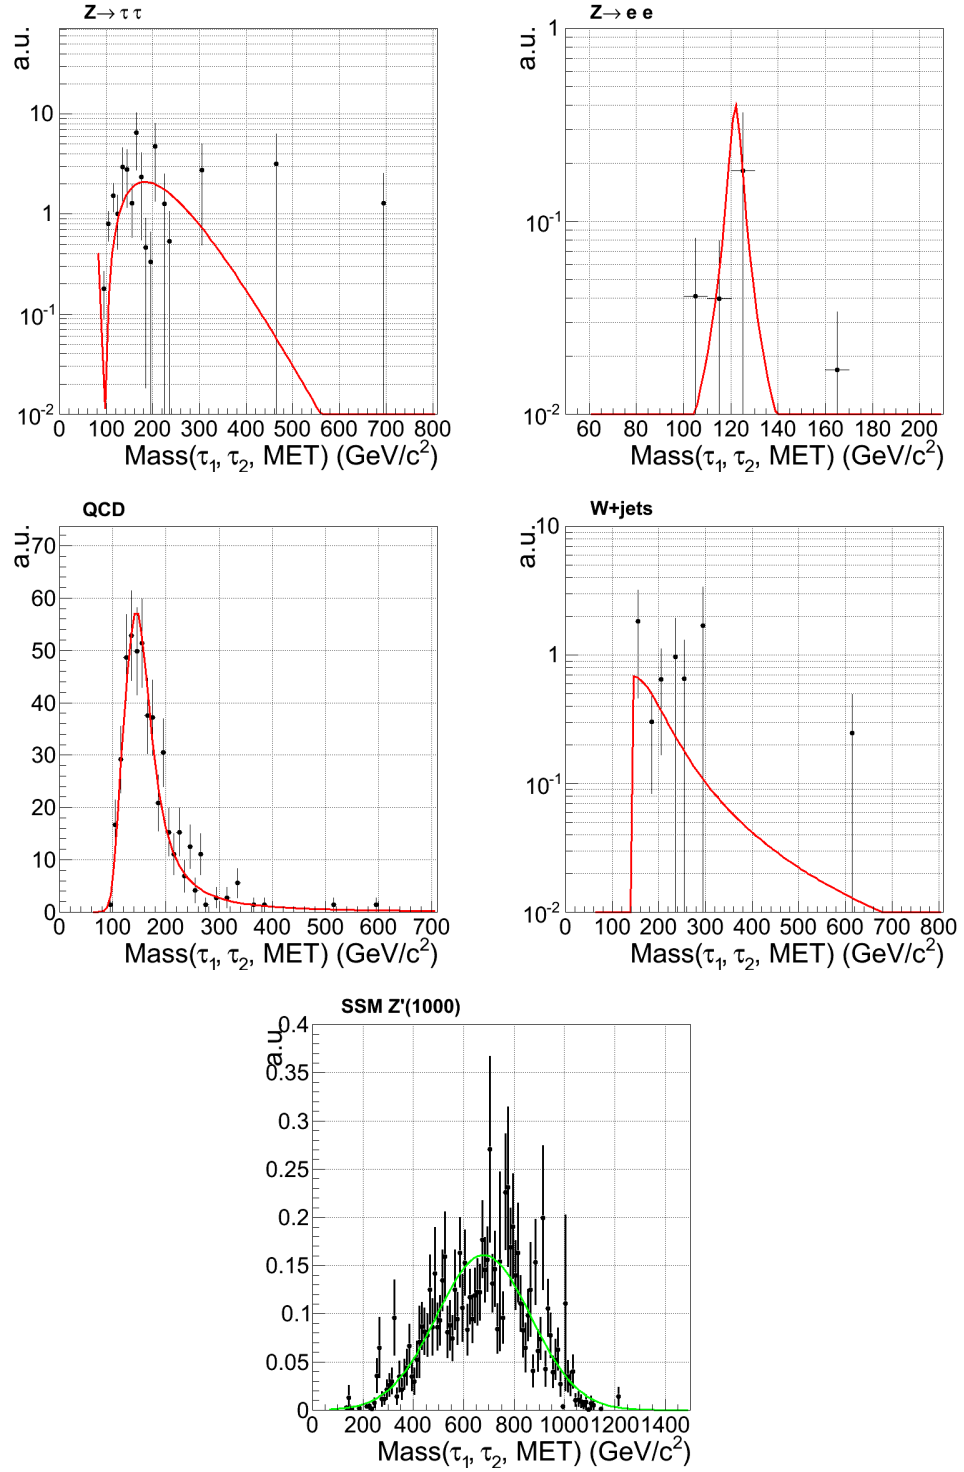 Z→ τ τ
a.u.
10
1
10-1
10-2
0 100 200 300 400 500 600 700 800
Mass(τ1, τ2, MET) (GeV/c2)
Z→ e e
a.u.
1
10-1
10-2
60 80 100 120 140 160 180 200
Mass(τ1, τ2, MET) (GeV/c2)
QCD
a.u.
70
60
50
40
30
20
10
0
0 100 200 300 400 500 600 700
Mass(τ1, τ2, MET) (GeV/c2)
W+jets
a.u.
10
1
10-1
10-2
0 100 200 300 400 500 600 700 800
Mass(τ1, τ2, MET) (GeV/c2)
SSM Z'(1000)
a.u.
0.4
0.35
0.3
0.25
0.2
0.15
0.1
0.05
0
0 200 400 600 800 1000 1200 1400
Mass(τ1, τ2, MET) (GeV/c2)